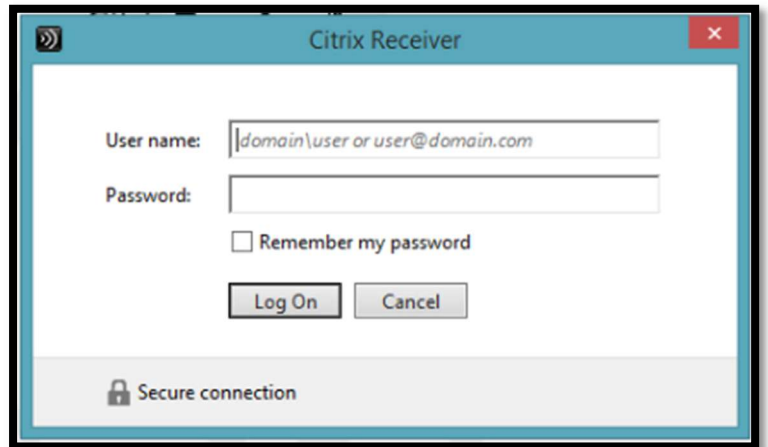 Citrix Receiver
User name:
domain\user or user@domain.com
Password:
Remember my password
Log On
Cancel
Secure connection